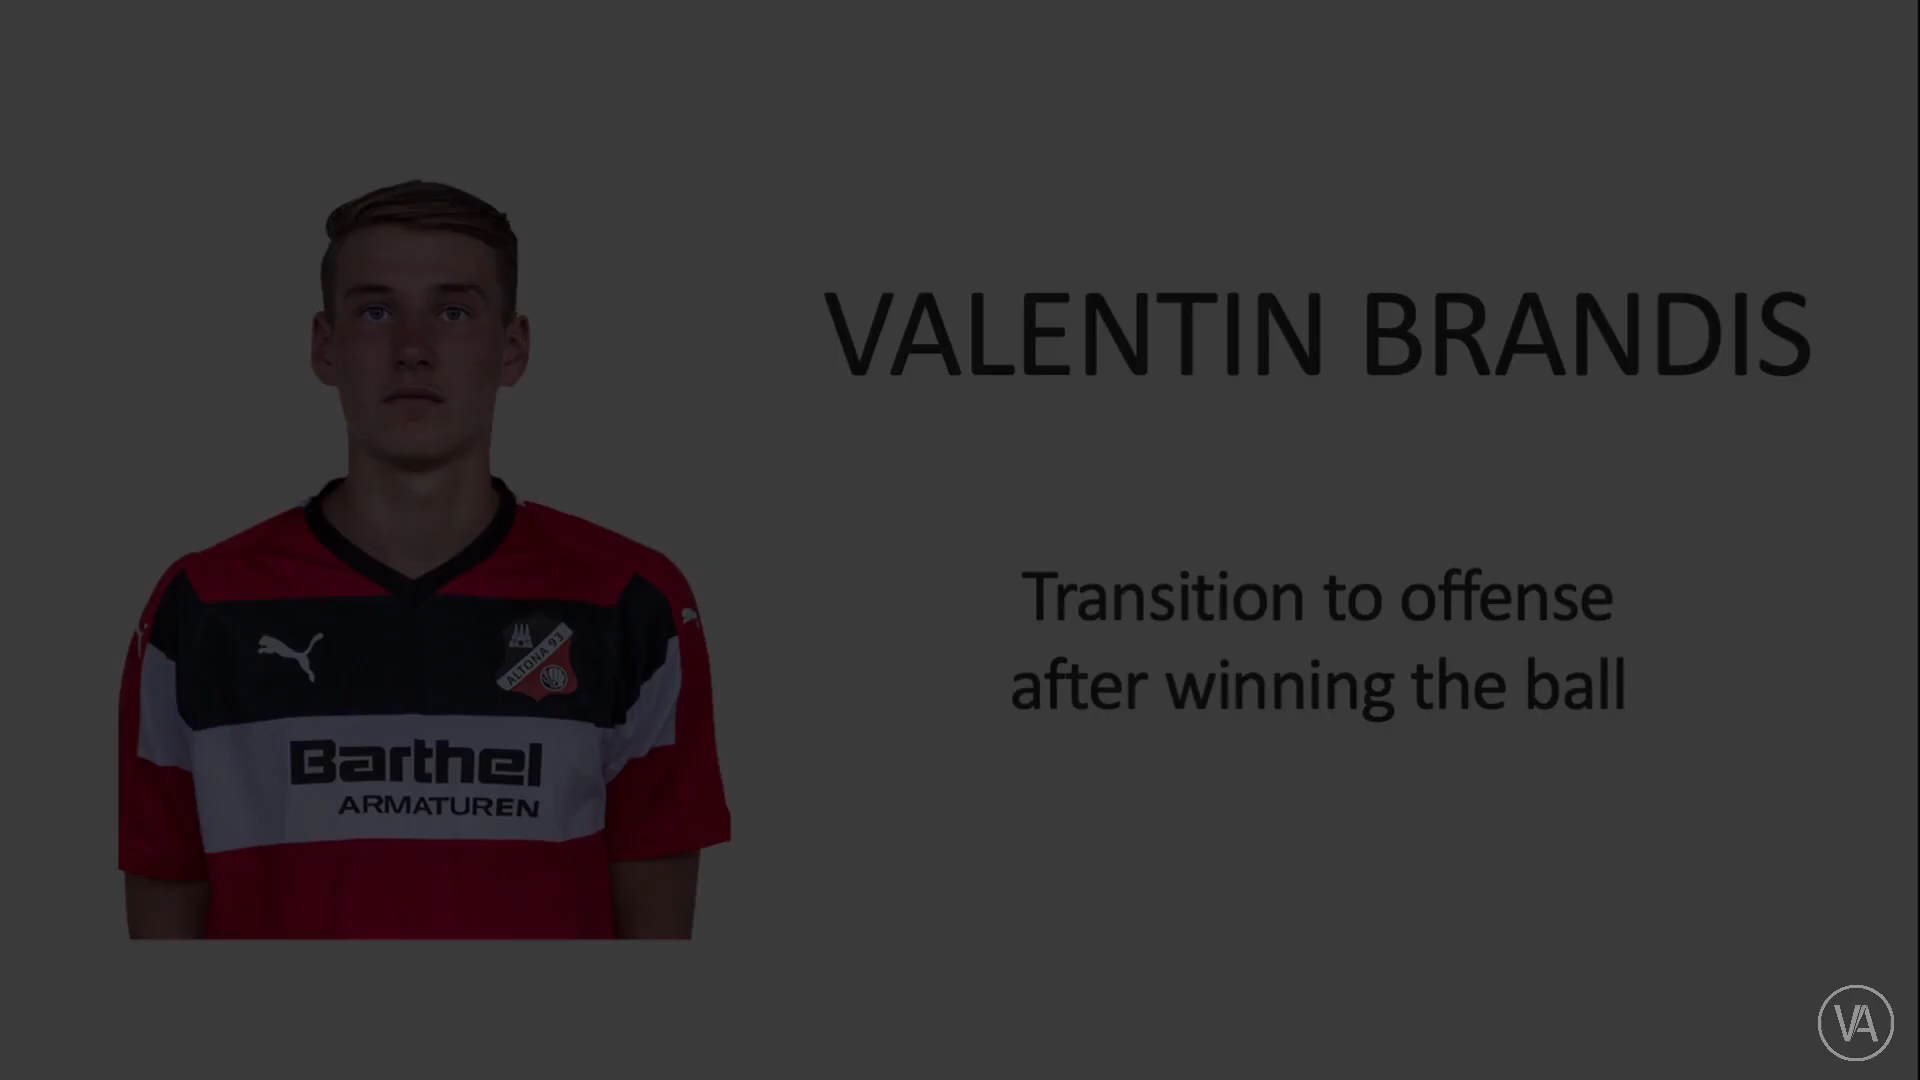 VALENTIN BRANDIS
Transition to offense
after winning the ball
ALTONA 93
Barthel
ARMATUREN
VA